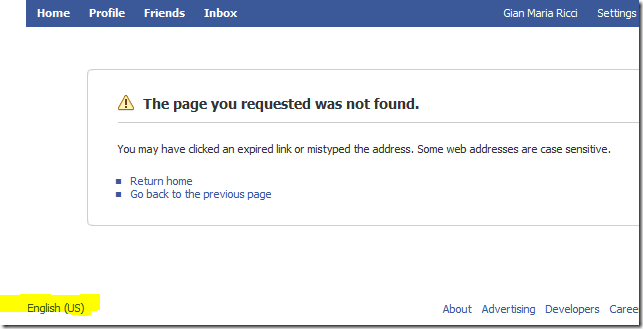 Home Profile Friends Inbox Gian Maria Ricci Settings
The page you requested was not found.
You may have clicked an expired link or mistyped the address. Some web addresses are case sensitive.
Return home
Go back to the previous page
English (US) About Advertising Developers Caree